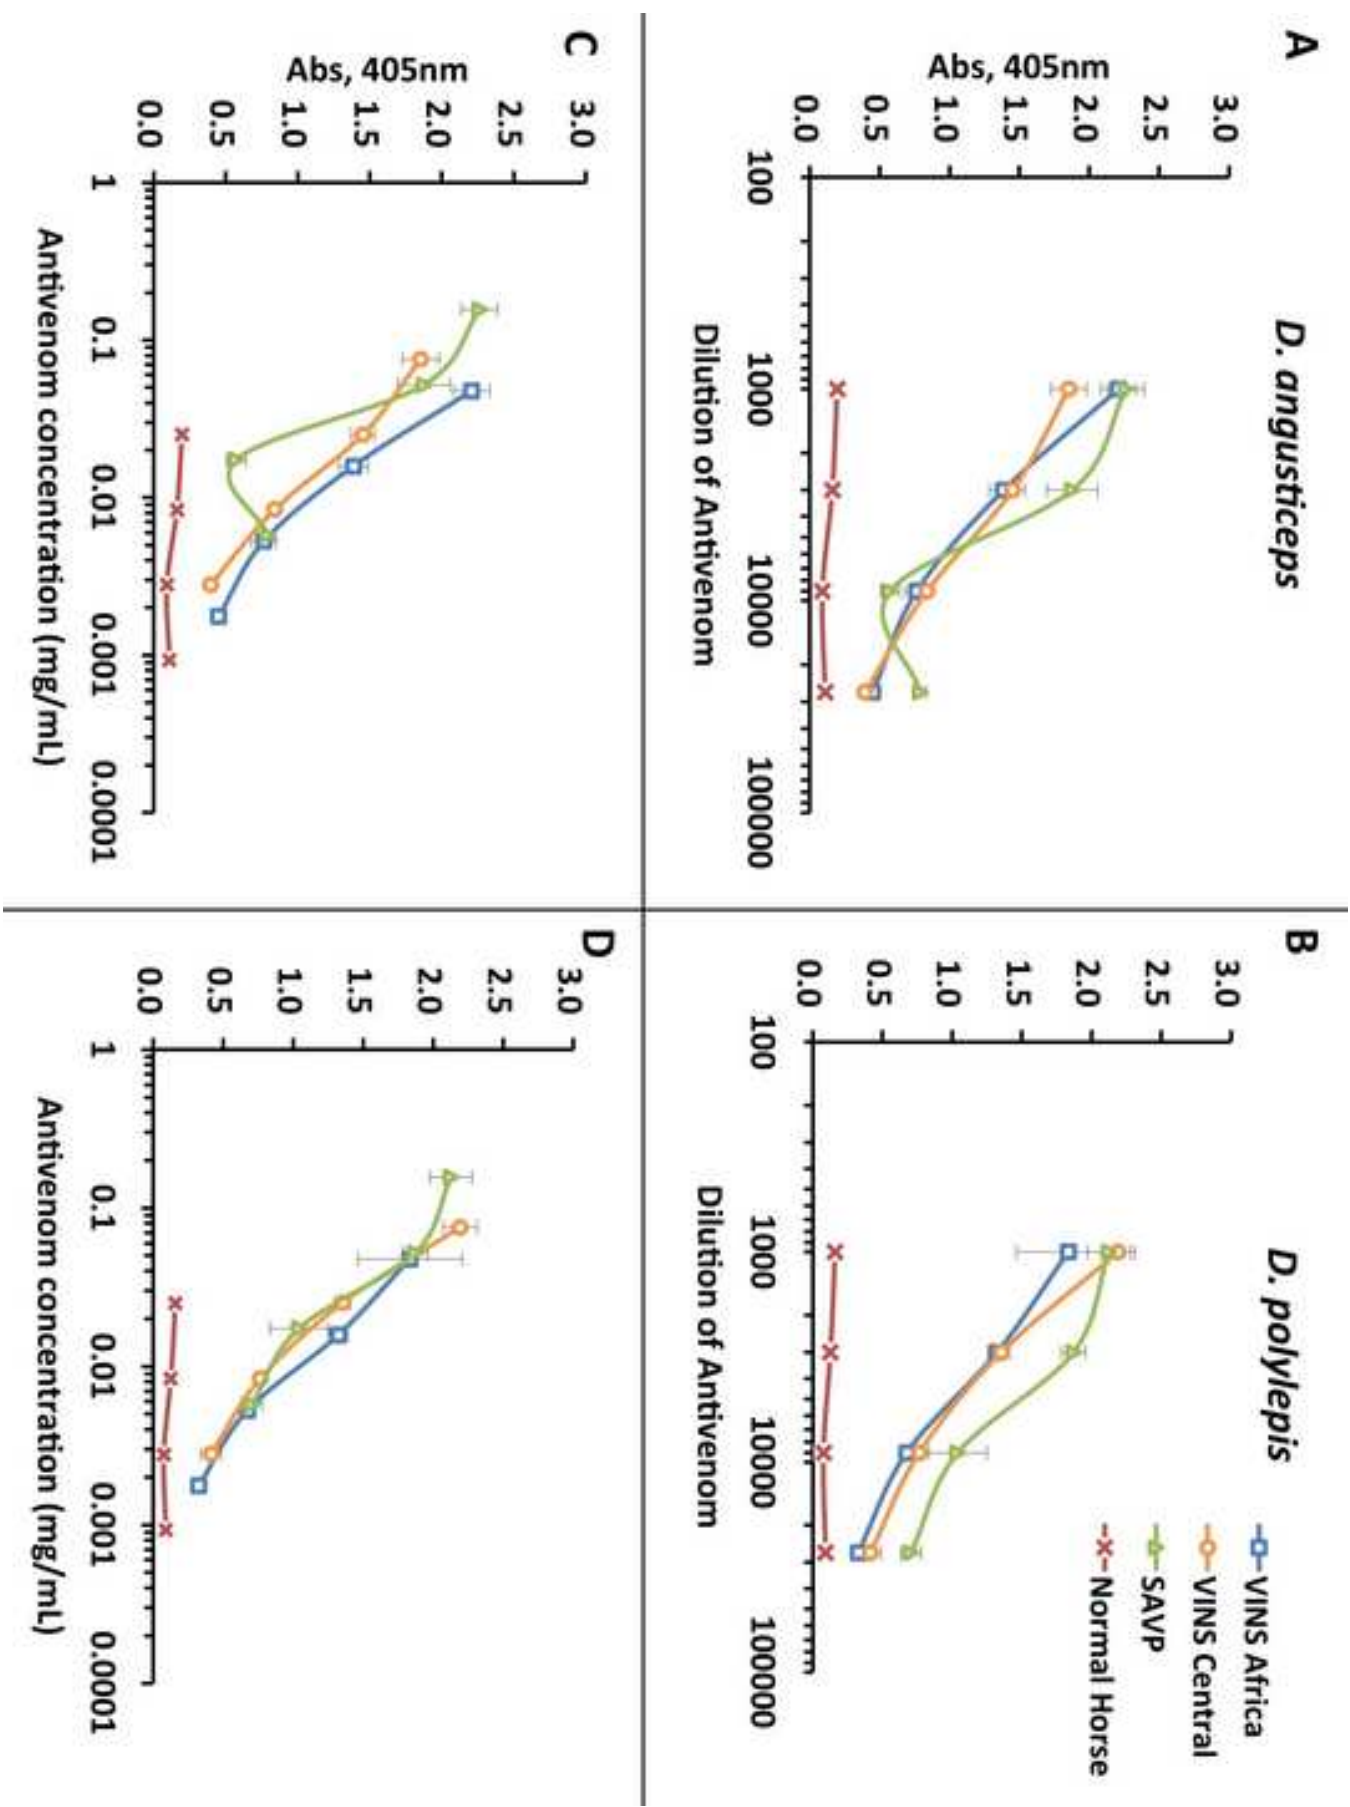 A
D. angusticeps
Abs, 405nm
3.0
2.5
2.0
1.5
1.0
0.5
0.0
100
1000
10000
100000
Dilution of Antivenom
B
D. polylepis
3.0
2.5
2.0
1.5
1.0
0.5
0.0
100
1000
10000
100000
Dilution of Antivenom
VINS Africa
VINS Central
SAVP
Normal Horse
C
Abs, 405nm
3.0
2.5
2.0
1.5
1.0
0.5
0.0
1
0.1
0.01
0.001
0.0001
Antivenom concentration (mg/mL)
D
3.0
2.5
2.0
1.5
1.0
0.5
0.0
1
0.1
0.01
0.001
0.0001
Antivenom concentration (mg/mL)